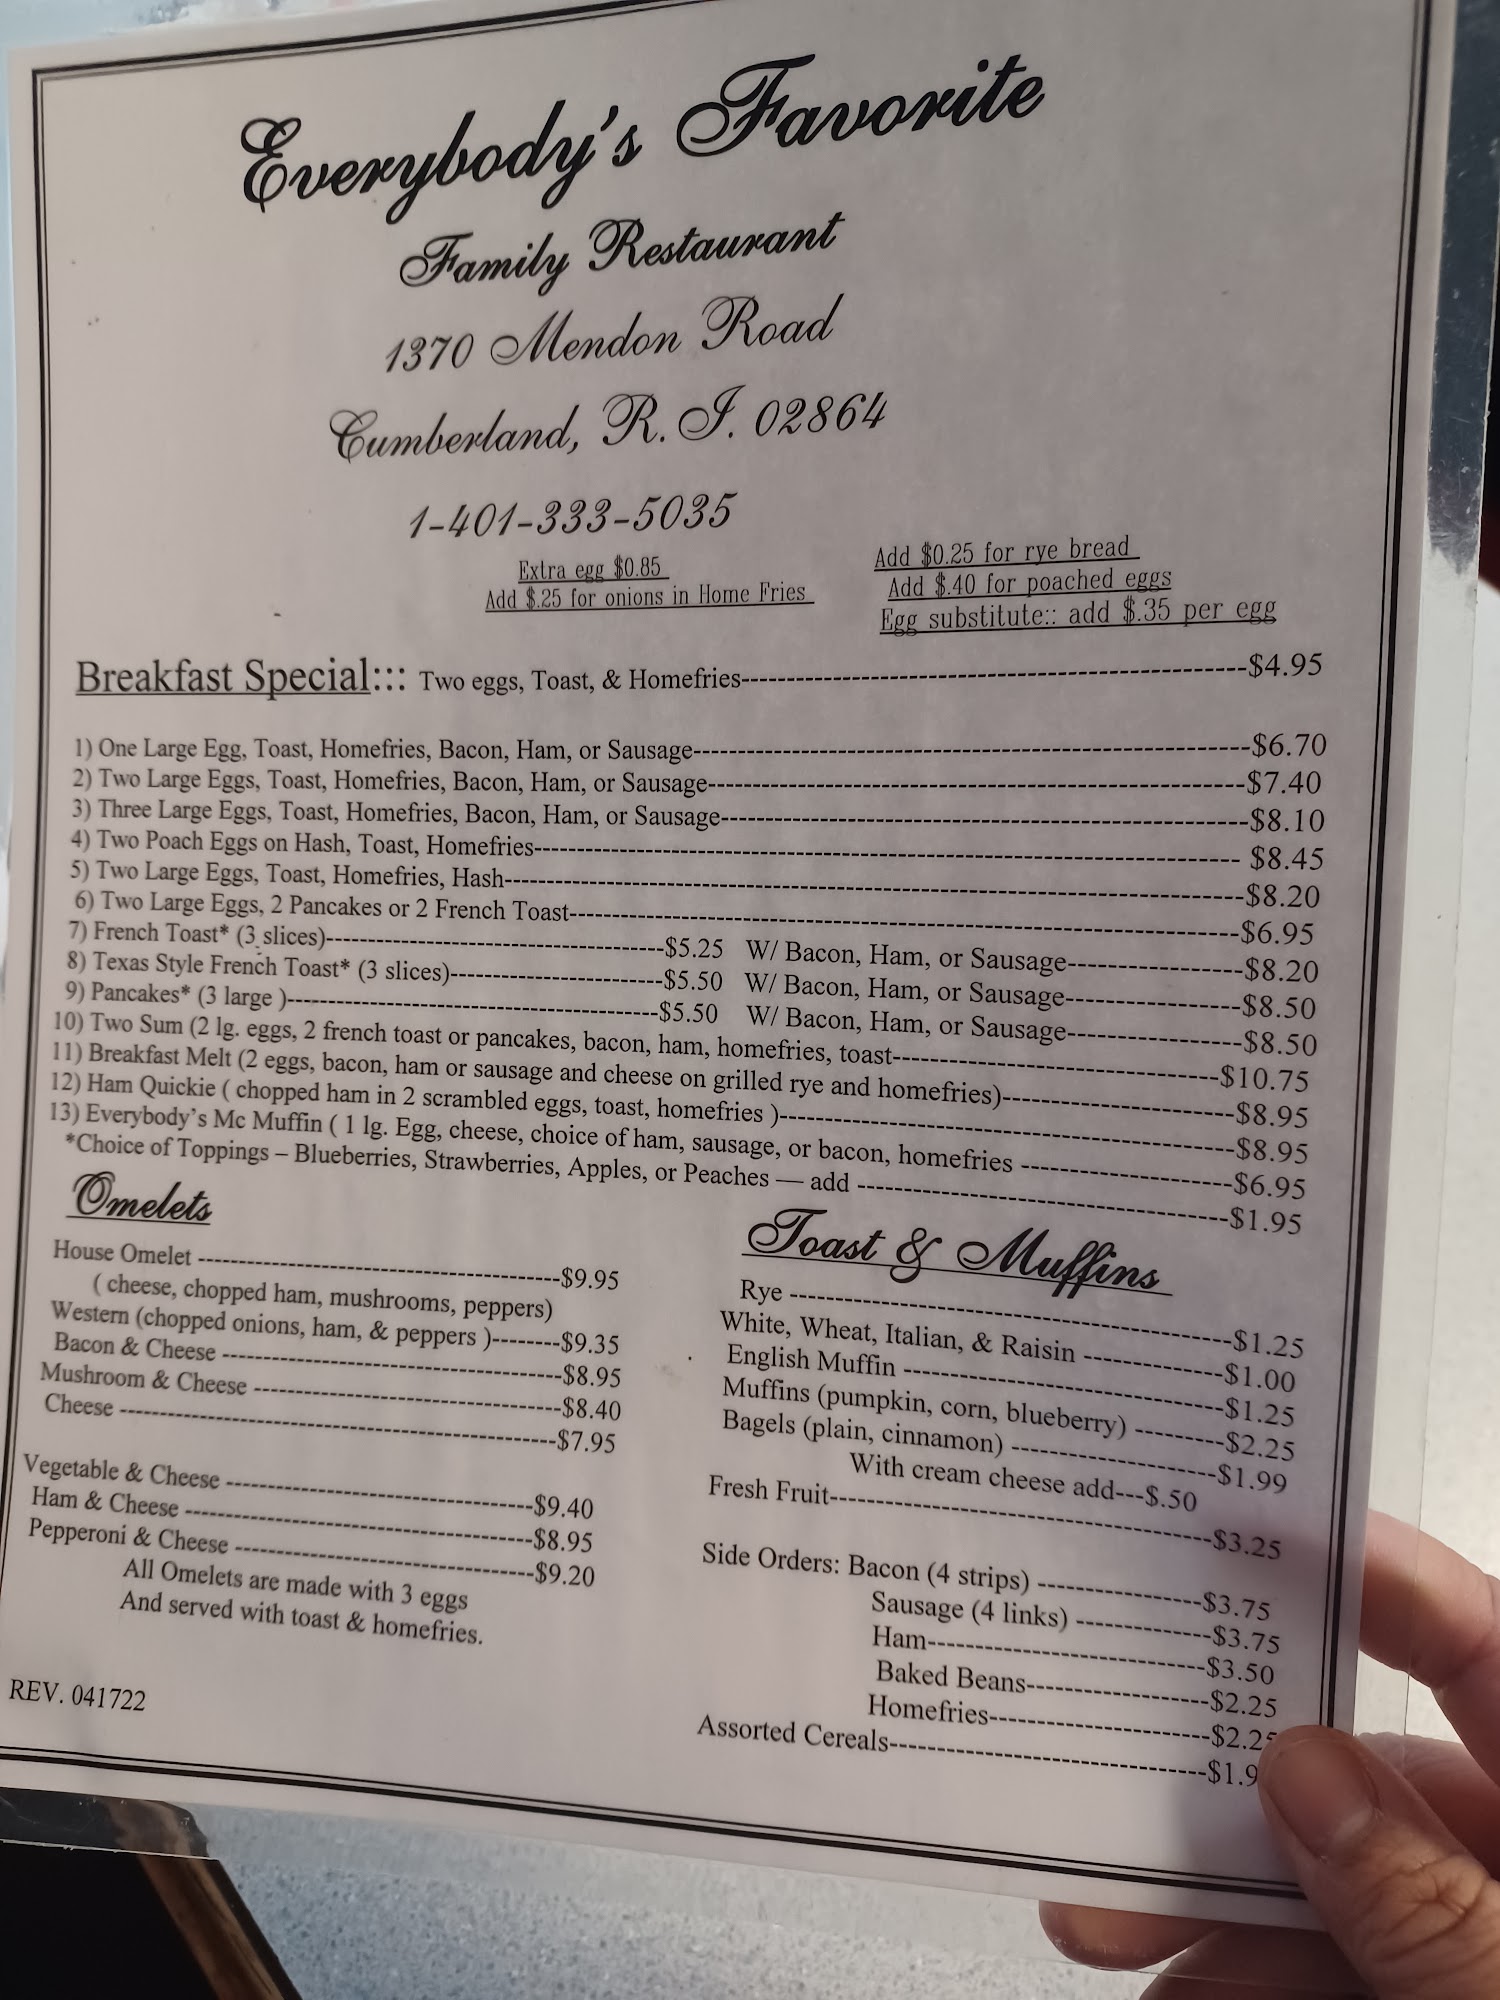 Everybody's Favorite
Family Restaurant
1370 Mendon Road
Cumberland, R. I. 02864
1-401-333-5035
Extra egg $0.85
Add $.25 for onions in Home Fries
Add $0.25 for rye bread
Add $.40 for poached eggs
Egg substitute:: add $.35 per egg
Breakfast Special::: Two eggs, Toast, & Homefries----------$4.95
1) One Large Egg, Toast, Homefries, Bacon, Ham, or Sausage----------$6.70
2) Two Large Eggs, Toast, Homefries, Bacon, Ham, or Sausage----------$7.40
3) Three Large Eggs, Toast, Homefries, Bacon, Ham, or Sausage----------$8.10
4) Two Poach Eggs on Hash, Toast, Homefries---------- $8.45
5) Two Large Eggs, Toast, Homefries, Hash----------$8.20
6) Two Large Eggs, 2 Pancakes or 2 French Toast----------$6.95
7) French Toast* (3 slices)----------$5.25 W/ Bacon, Ham, or Sausage----------$8.20
8) Texas Style French Toast* (3 slices)----------$5.50 W/ Bacon, Ham, or Sausage----------$8.50
9) Pancakes* (3 large )----------$5.50 W/ Bacon, Ham, or Sausage----------$8.50
10) Two Sum (2 lg. eggs, 2 french toast or pancakes, bacon, ham, homefries, toast----------$10.75
11) Breakfast Melt (2 eggs, bacon, ham or sausage and cheese on grilled rye and homefries)----------$8.95
12) Ham Quickie ( chopped ham in 2 scrambled eggs, toast, homefries )----------$8.95
13) Everybody's Mc Muffin ( 1 lg. Egg, cheese, choice of ham, sausage, or bacon, homefries ----------$6.95
*Choice of Toppings – Blueberries, Strawberries, Apples, or Peaches — add ----------$1.95
Omelets
House Omelet ----------$9.95
( cheese, chopped ham, mushrooms, peppers)
Western (chopped onions, ham, & peppers )--------$9.35
Bacon & Cheese ----------$8.95
Mushroom & Cheese ----------$8.40
Cheese ----------$7.95
Vegetable & Cheese ----------$9.40
Ham & Cheese ----------$8.95
Pepperoni & Cheese ----------$9.20
All Omelets are made with 3 eggs
And served with toast & homefries.
REV. 041722
Toast & Muffins
Rye ----------$1.25
White, Wheat, Italian, & Raisin ----------$1.00
English Muffin ----------$1.25
Muffins (pumpkin, corn, blueberry) ---------$2.25
Bagels (plain, cinnamon) ----------$1.99
With cream cheese add---$.50
Fresh Fruit----------$3.25
Side Orders: Bacon (4 strips) ----------$3.75
Sausage (4 links) ----------$3.75
Ham----------$3.50
Baked Beans----------$2.25
Homefries----------$2.25
Assorted Cereals----------$1.9